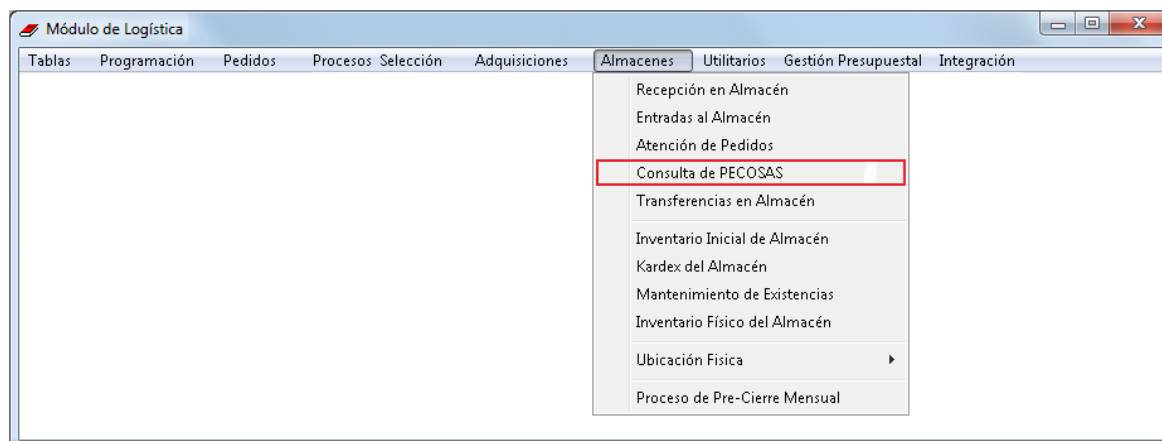 Módulo de Logística
Tablas Programación Pedidos Procesos Selección Adquisiciones Almacenes Utilitarios Gestión Presupuestal Integración
Recepción en Almacén
Entradas al Almacén
Atención de Pedidos
Consulta de PECOSAS
Transferencias en Almacén
Inventario Inicial de Almacén
Kardex del Almacén
Mantenimiento de Existencias
Inventario Físico del Almacén
Ubicación Fisica
Proceso de Pre-Cierre Mensual